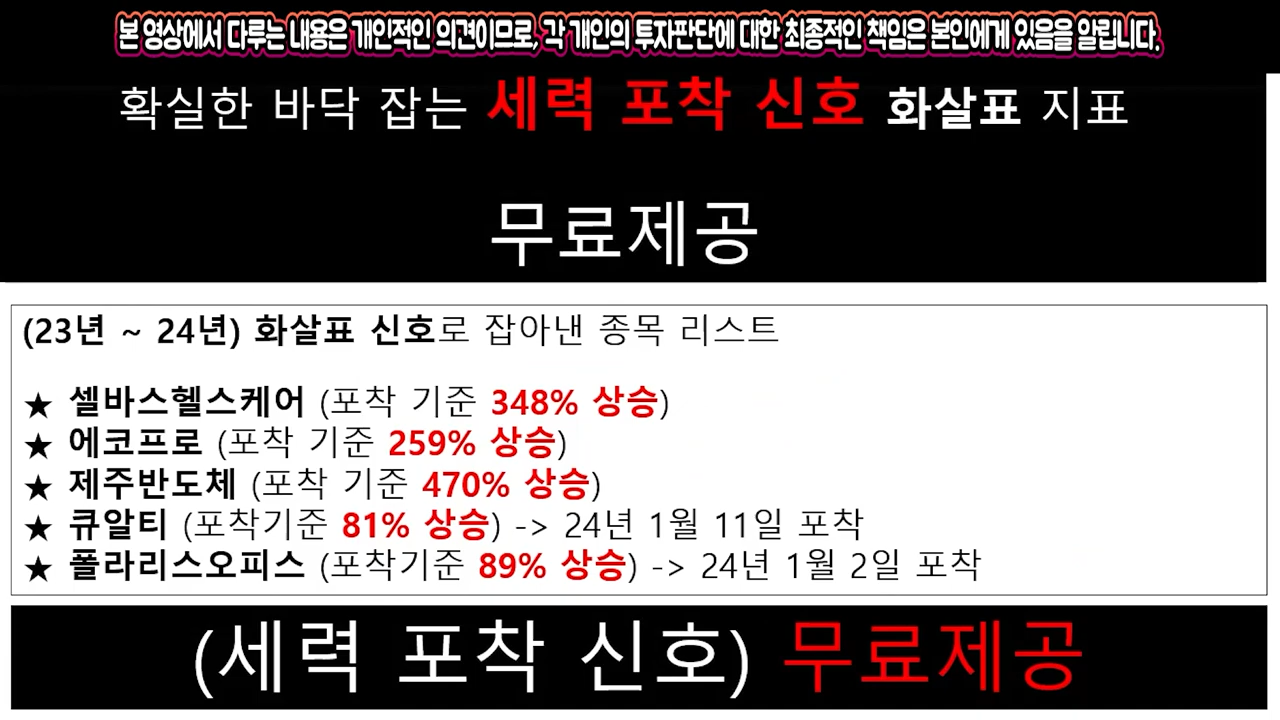 본 영상에서 다루는 내용은 개인적인 의견이므로, 각 개인의 투자판단에 대한 최종적인 책임은 본인에게 있음을 알립니다.
확실한 바닥 잡는 세력 포착 신호 화살표 지표
무료제공
(23년 ~ 24년) 화살표 신호로 잡아낸 종목 리스트
★ 셀바스헬스케어 (포착 기준 348% 상승)
★ 에코프로 (포착 기준 259% 상승)
★ 제주반도체 (포착 기준 470% 상승)
★ 큐알티 (포착기준 81% 상승) -> 24년 1월 11일 포착
★ 폴라리스오피스 (포착기준 89% 상승) -> 24년 1월 2일 포착
(세력 포착 신호) 무료제공